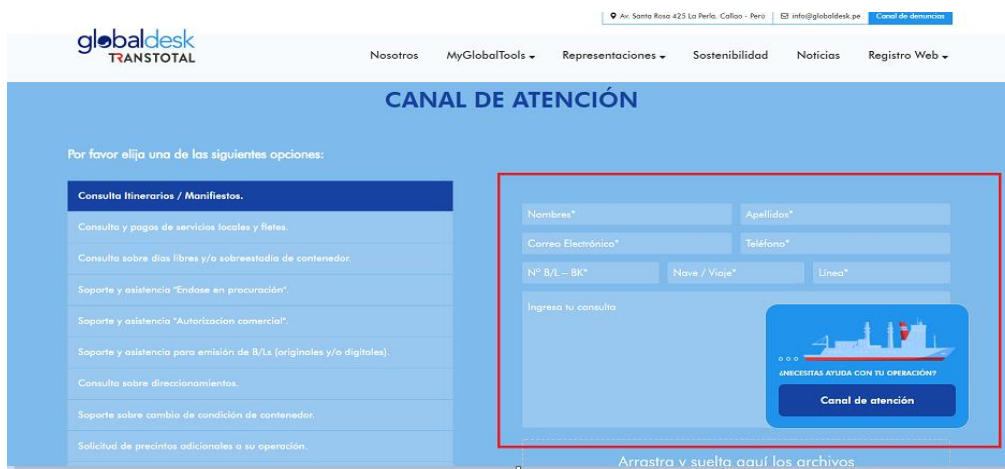 Av. Santa Rosa 425 La Perla, Callao - Perú info@globaldesk.pe Canal de denuncias
globaldesk
TRANSTOTAL
Nosotros MyGlobalTools Representaciones Sostenibilidad Noticias Registro Web
CANAL DE ATENCIÓN
Por favor elija una de las siguientes opciones:
Consulta Itinerarios / Manifiestos.
Consulta y pagos de servicios locales y fletes.
Consulta sobre días libres y/o sobreestadía de contenedor.
Soporte y asistencia "Endose en procuración".
Soporte y asistencia "Autorizacion comercial".
Soporte y asistencia para emisión de B/Ls (originales y/o digitales).
Consulta sobre direccionamientos.
Soporte sobre cambio de condición de contenedor.
Solicitud de precintos adicionales a su operación.
Nombres* Apellidos*
Correo Electrónico* Teléfono*
Nº B/L – BK* Nave / Viaje* Línea*
Ingresa tu consulta
¿NECESITAS AYUDA CON TU OPERACIÓN?
Canal de atención
Arrastra y suelta aquí los archivos